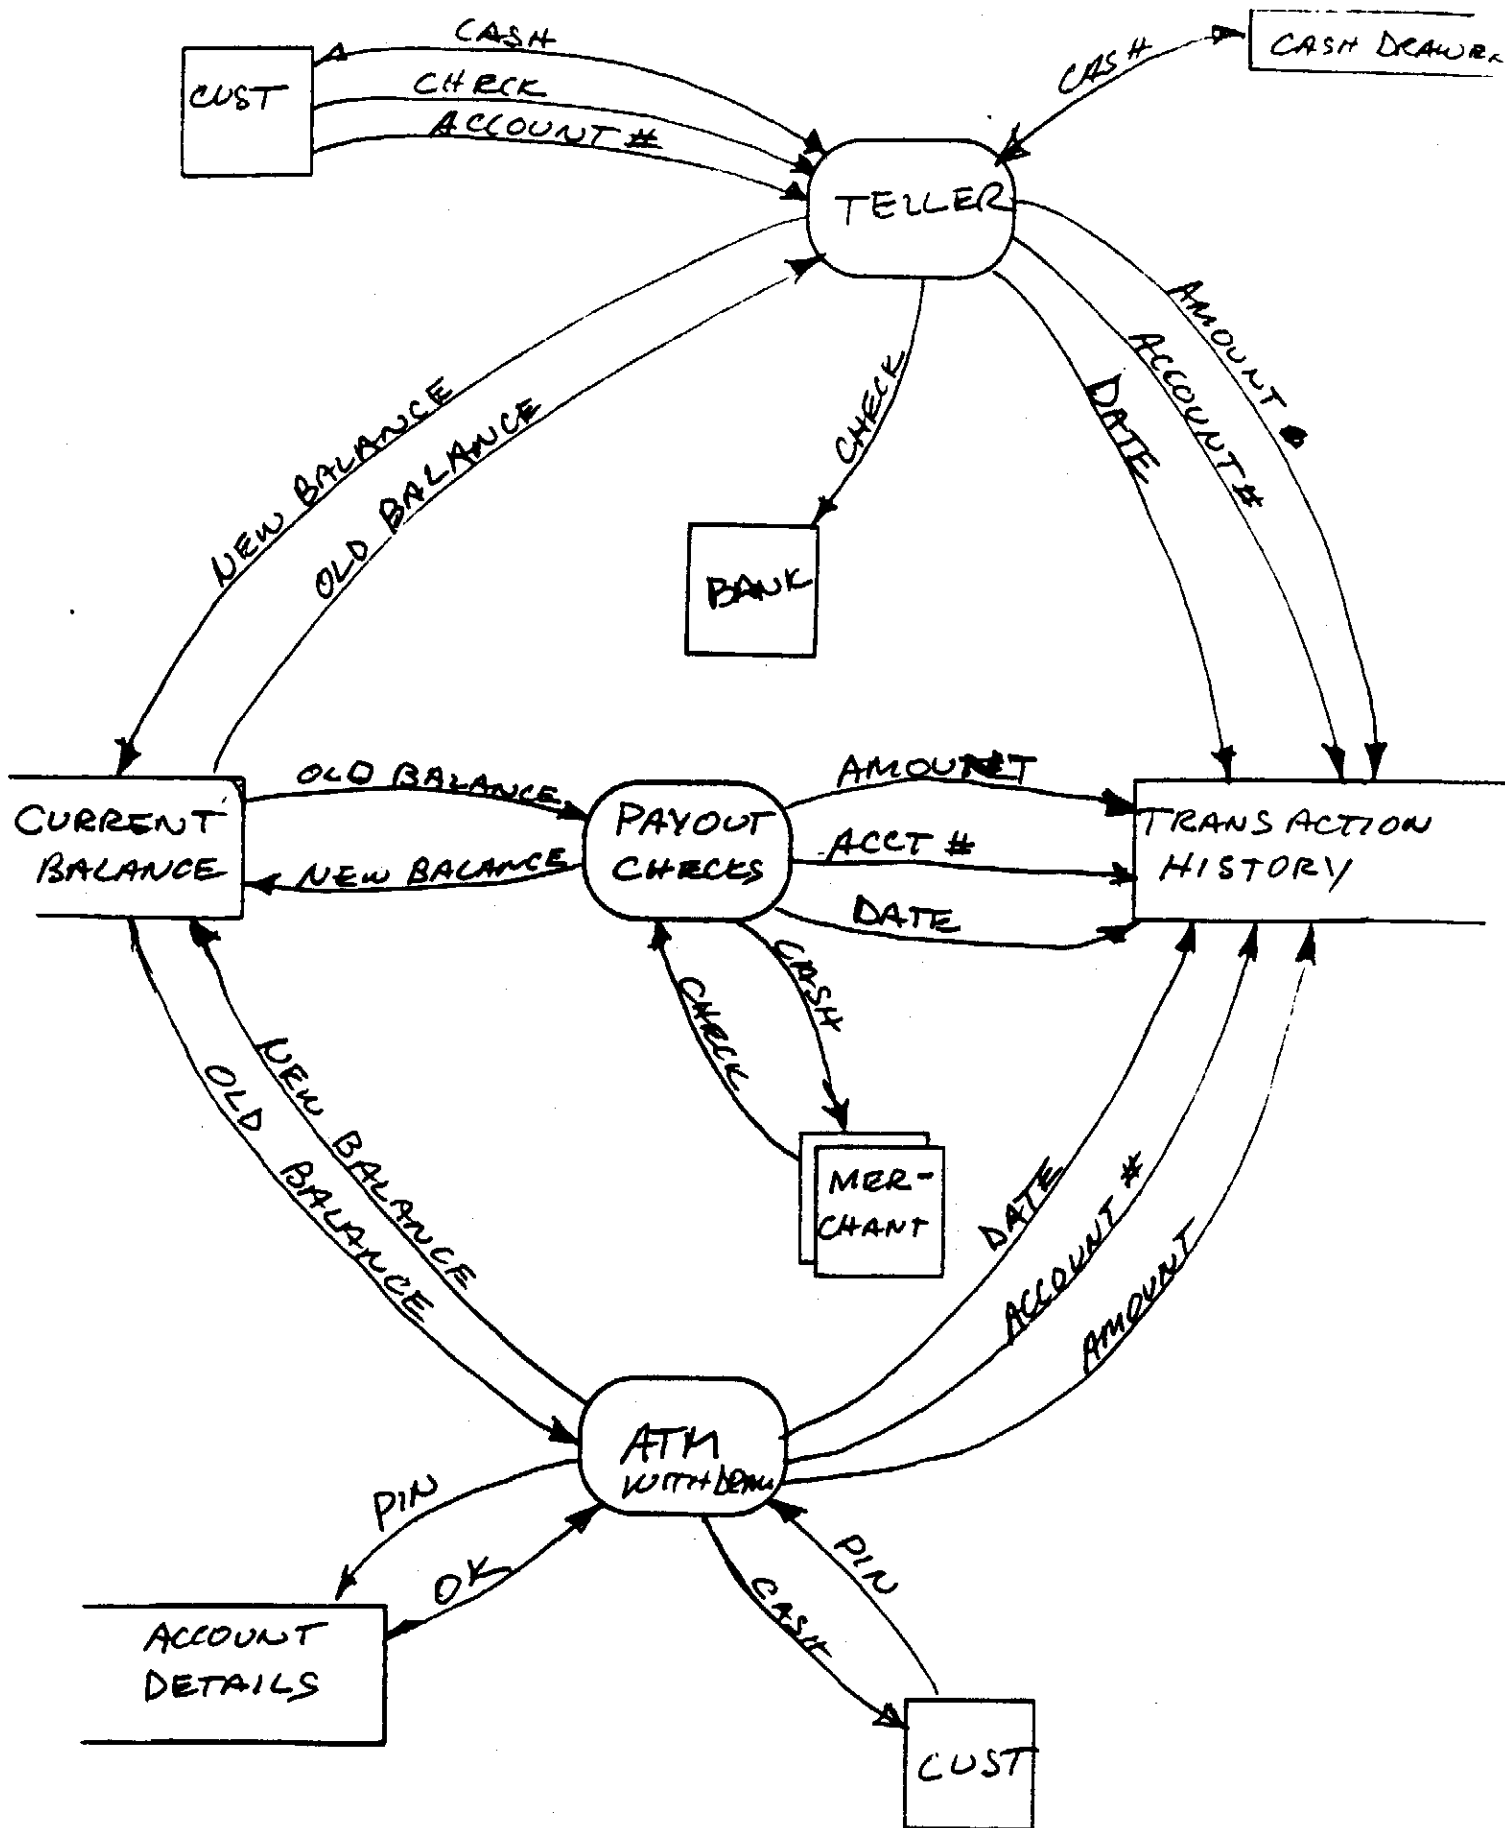 CASH
CUST
CHECK
ACCOUNT #
CASH
CASH DRAWER
TELLER
NEW BALANCE
OLD BALANCE
CHECK
DATE
ACCOUNT #
AMOUNT
BANK
OLD BALANCE
NEW BALANCE
CURRENT
BALANCE
PAYOUT
CHECKS
AMOUNT
ACCT #
DATE
TRANSACTION
HISTORY
CHECK
CASH
MER-
CHANT
NEW BALANCE
OLD BALANCE
DATE
ACCOUNT #
AMOUNT
ATM
PIN
OK
CASH
PIN
ACCOUNT
DETAILS
CUST